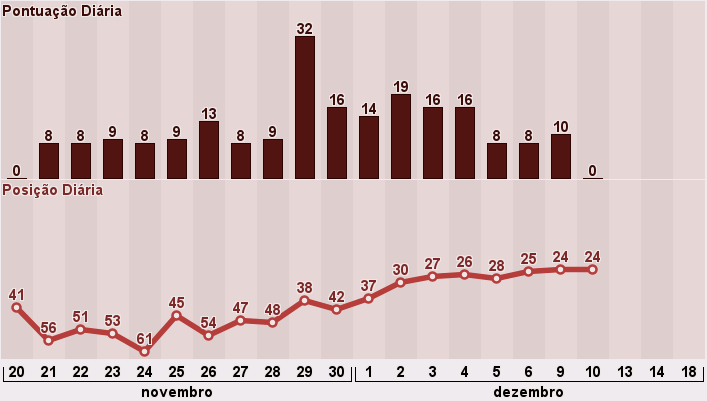 Pontuação Diária
0 8 8 9 8 9 13 8 9 32 16 14 19 16 16 8 8 10 0
Posição Diária
41 56 51 53 61 45 54 47 48 38 42 37 30 27 26 28 25 24 24
20 21 22 23 24 25 26 27 28 29 30 1 2 3 4 5 6 9 10 13 14 18
novembro dezembro